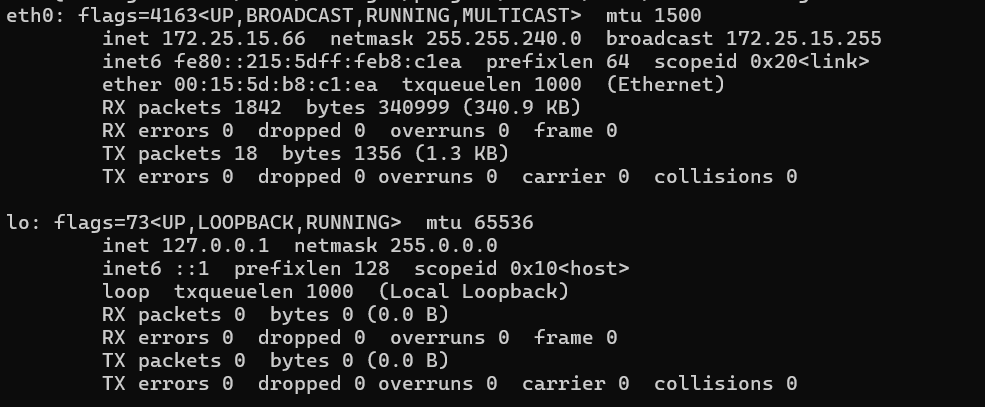 eth0: flags=4163<UP,BROADCAST,RUNNING,MULTICAST>  mtu 1500
        inet 172.25.15.66  netmask 255.255.240.0  broadcast 172.25.15.255
        inet6 fe80::215:5dff:feb8:c1ea  prefixlen 64  scopeid 0x20<link>
        ether 00:15:5d:b8:c1:ea  txqueuelen 1000  (Ethernet)
        RX packets 1842  bytes 340999 (340.9 KB)
        RX errors 0  dropped 0  overruns 0  frame 0
        TX packets 18  bytes 1356 (1.3 KB)
        TX errors 0  dropped 0 overruns 0  carrier 0  collisions 0

lo: flags=73<UP,LOOPBACK,RUNNING>  mtu 65536
        inet 127.0.0.1  netmask 255.0.0.0
        inet6 ::1  prefixlen 128  scopeid 0x10<host>
        loop  txqueuelen 1000  (Local Loopback)
        RX packets 0  bytes 0 (0.0 B)
        RX errors 0  dropped 0  overruns 0  frame 0
        TX packets 0  bytes 0 (0.0 B)
        TX errors 0  dropped 0 overruns 0  carrier 0  collisions 0